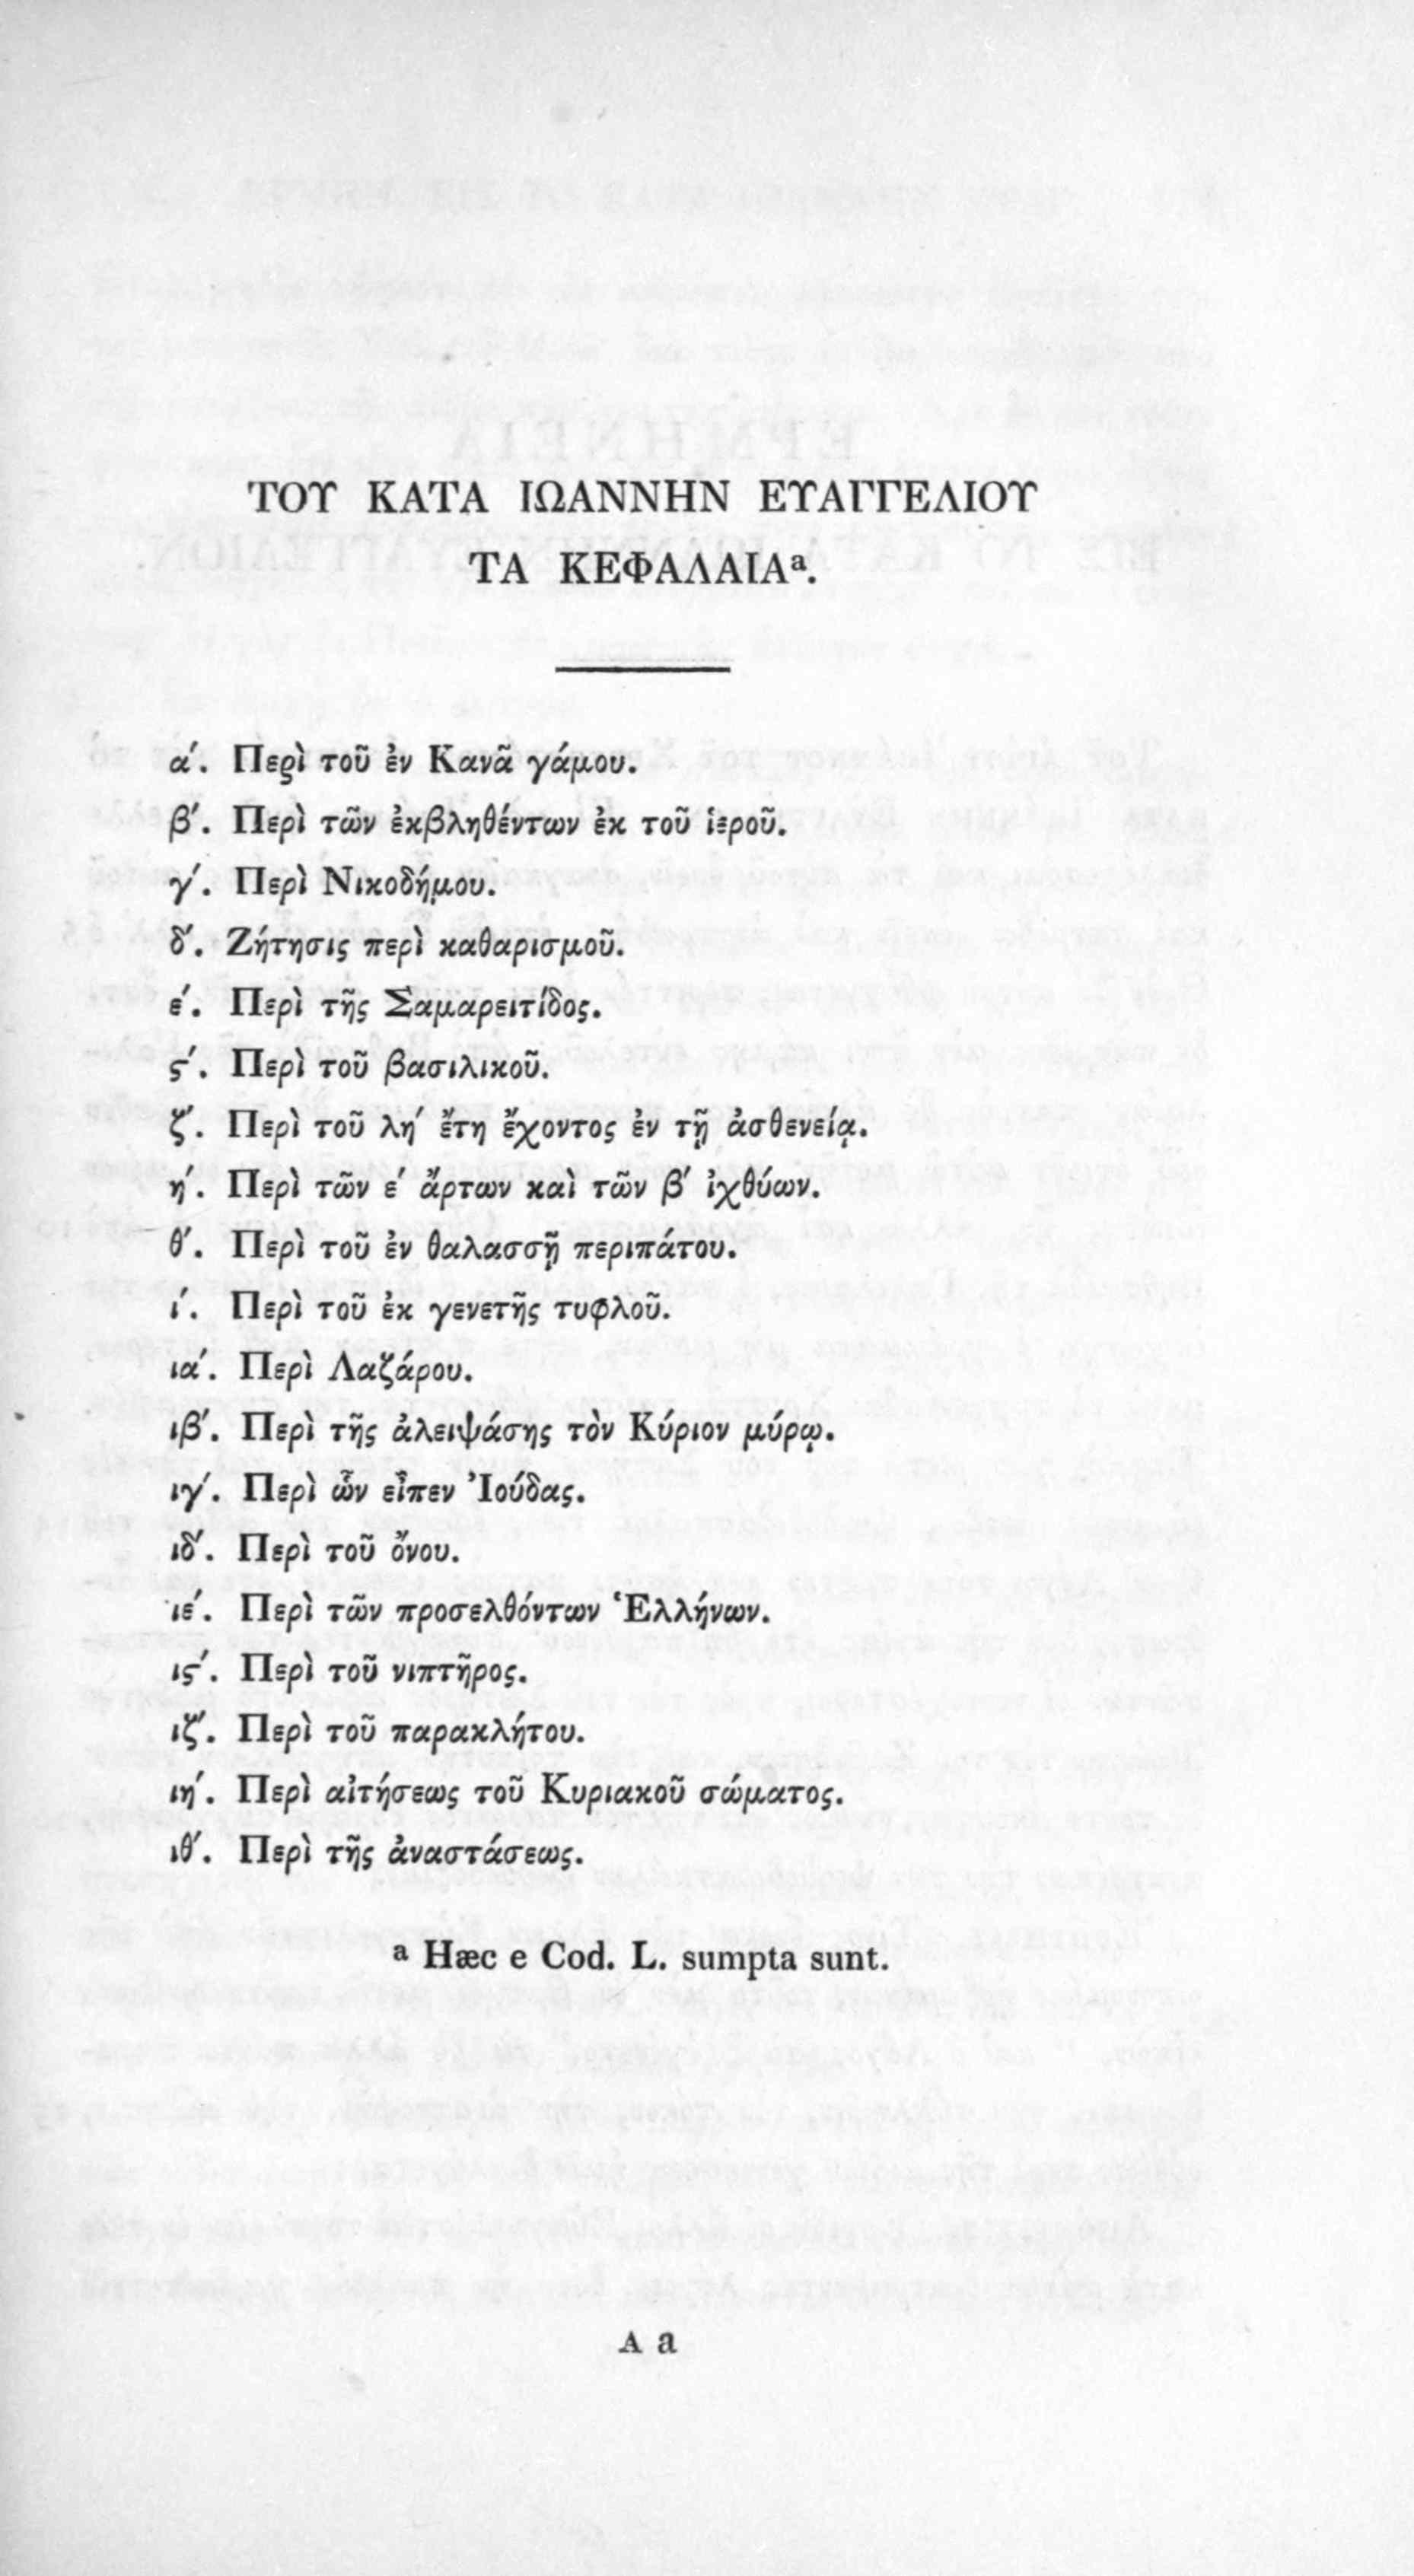 ΤΟΥ ΚΑΤΑ ΙΩΑΝΝΗΝ ΕΥΑΓΓΕΛΙΟΥ
ΤΑ ΚΕΦΑΛΑΙΑª.
α΄. Περὶ τοῦ ἐν Κανᾶ γάμου.
β΄. Περὶ τῶν ἐκβληθέντων ἐκ τοῦ ἱεροῦ.
γ΄. Περὶ Νικοδήμου.
δ΄. Ζήτησις περὶ καθαρισμοῦ.
ε΄. Περὶ τῆς Σαμαρειτίδος.
ϛ΄. Περὶ τοῦ βασιλικοῦ.
ζ΄. Περὶ τοῦ λη΄ ἔτη ἔχοντος ἐν τῇ ἀσθενείᾳ.
η΄. Περὶ τῶν ε΄ ἄρτων καὶ τῶν β΄ ἰχθύων.
θ΄. Περὶ τοῦ ἐν θαλασσῇ περιπάτου.
ι΄. Περὶ τοῦ ἐκ γενετῆς τυφλοῦ.
ια΄. Περὶ Λαζάρου.
ιβ΄. Περὶ τῆς ἀλειψάσης τὸν Κύριον μύρῳ.
ιγ΄. Περὶ ὧν εἶπεν Ἰούδας.
ιδ΄. Περὶ τοῦ ὄνου.
ιε΄. Περὶ τῶν προσελθόντων Ἑλλήνων.
ιϛ΄. Περὶ τοῦ νιπτῆρος.
ιζ΄. Περὶ τοῦ παρακλήτου.
ιη΄. Περὶ αἰτήσεως τοῦ Κυριακοῦ σώματος.
ιθ΄. Περὶ τῆς ἀναστάσεως.
ª Hæc e Cod. L. sumpta sunt.
A a